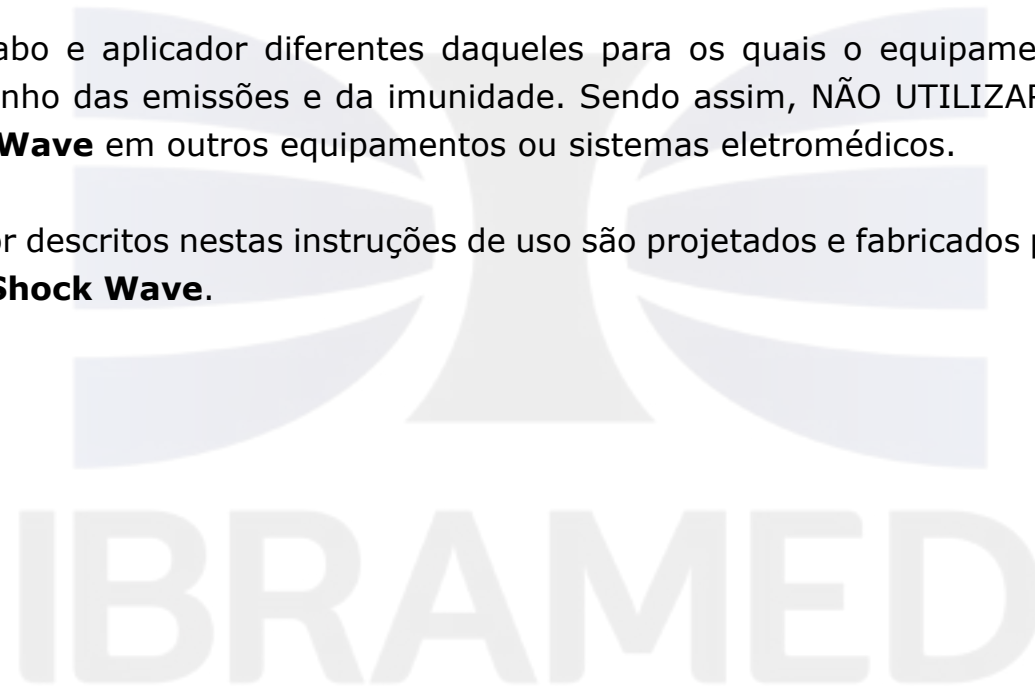 abo e aplicador diferentes daqueles para os quais o equipame
nho das emissões e da imunidade. Sendo assim, NÃO UTILIZAR
Wave em outros equipamentos ou sistemas eletromédicos.
or descritos nestas instruções de uso são projetados e fabricados p
Shock Wave.
IBRAMED